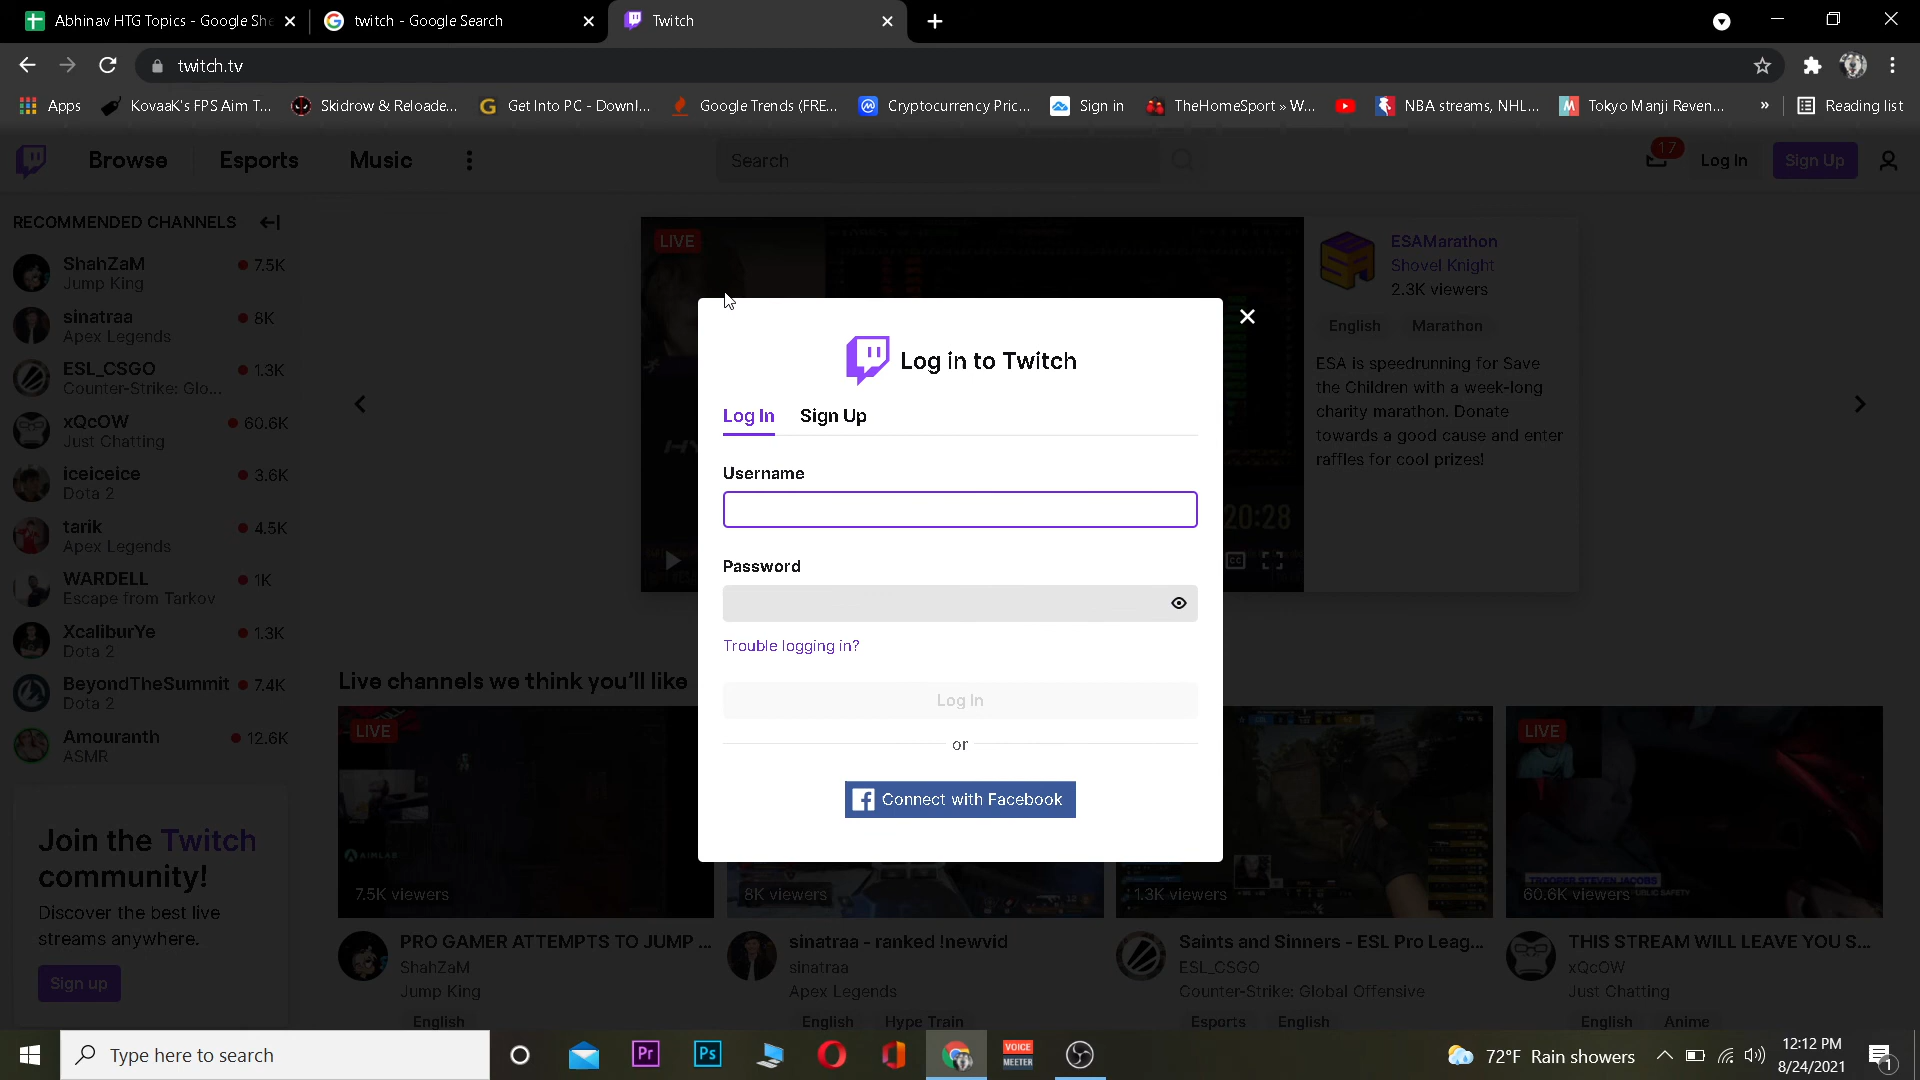 Abhinav HTG Topics - Google She
twitch - Google Search
Twitch
twitch.tv
Apps
KovaaK's FPS Aim T...
Skidrow & Reloade...
Get Into PC - Downl...
Google Trends (FRE...
Cryptocurrency Pric...
Sign in
TheHomeSport » W...
NBA streams, NHL...
Tokyo Manji Reven...
»
Reading list
Browse
Esports
Music
Search
17
Log In
Sign Up
RECOMMENDED CHANNELS
ShahZaM
7.5K
Jump King
sinatraa
8K
Apex Legends
ESL_CSGO
1.3K
Counter-Strike: Glo...
xQcOW
60.6K
Just Chatting
iceiceice
3.6K
Dota 2
tarik
4.5K
Apex Legends
WARDELL
1K
Escape from Tarkov
XcaliburYe
1.3K
Dota 2
BeyondTheSummit
7.4K
Dota 2
Amouranth
12.6K
ASMR
Join the Twitch
community!
Discover the best live
streams anywhere.
Sign up
LIVE
20:28
ESAMarathon
Shovel Knight
2.3K viewers
English
Marathon
ESA is speedrunning for Save
the Children with a week-long
charity marathon. Donate
towards a good cause and enter
raffles for cool prizes!
Log in to Twitch
Log In
Sign Up
Username
Password
Trouble logging in?
Log In
or
Connect with Facebook
Live channels we think you'll like
LIVE
AIMLAB
7.5K viewers
PRO GAMER ATTEMPTS TO JUMP ...
ShahZaM
Jump King
English
8K viewers
sinatraa - ranked !newvid
sinatraa
Apex Legends
English
Hype Train
1.3K viewers
Saints and Sinners - ESL Pro Leag...
ESL_CSGO
Counter-Strike: Global Offensive
Esports
English
LIVE
TROOPER STEVEN JACOBS
60.6K viewers
THIS STREAM WILL LEAVE YOU S...
xQcOW
Just Chatting
English
Anime
Type here to search
Pr
Ps
VOICE
MEETER
72°F Rain showers
12:12 PM
8/24/2021
1